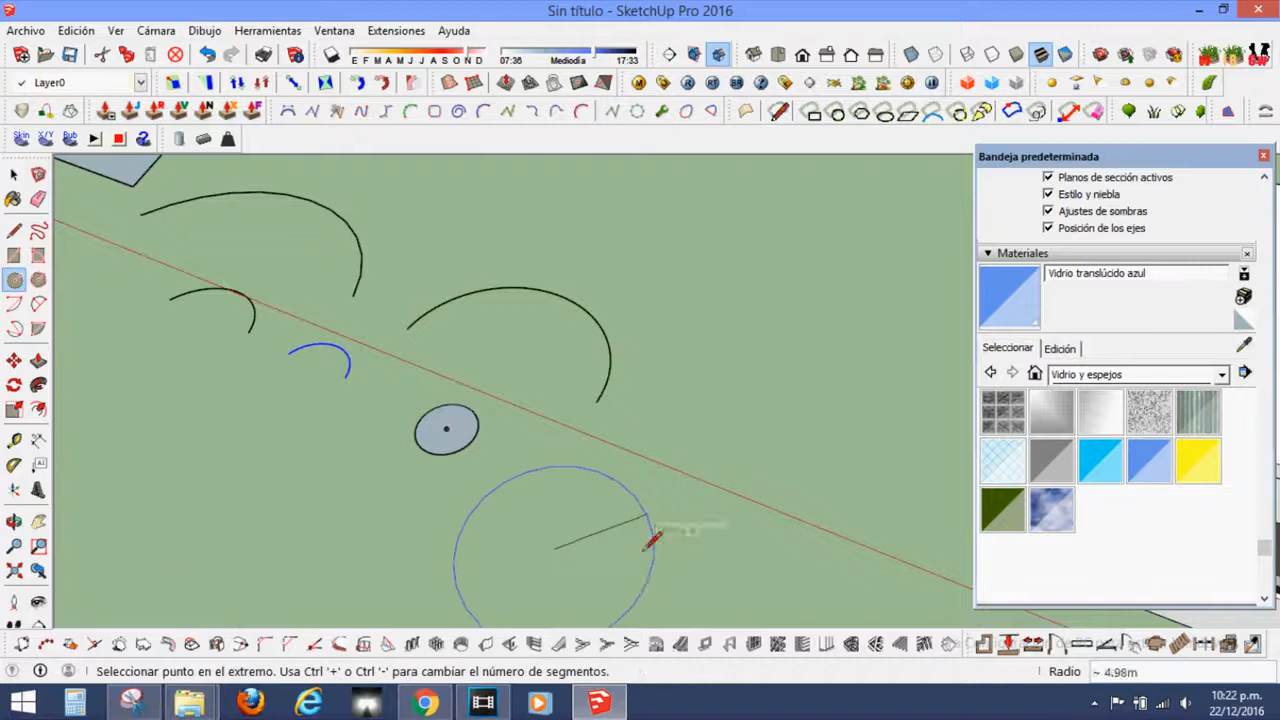 Sin título - SketchUp Pro 2016
Archivo Edición Ver Cámara Dibujo Herramientas Ventana Extensiones Ayuda
E F M A M J J A S O N D 07:36 Mediodía 17:33
Layer0
Skin X/Y Bub
Bandeja predeterminada
Planos de sección activos
Estilo y niebla
Ajustes de sombras
Posición de los ejes
Materiales
Vidrio translúcido azul
Seleccionar Edición
Vidrio y espejos
Seleccionar punto en el extremo. Usa Ctrl '+' o Ctrl '-' para cambiar el número de segmentos.
Radio ~ 4.98m
10:22 p.m.
22/12/2016